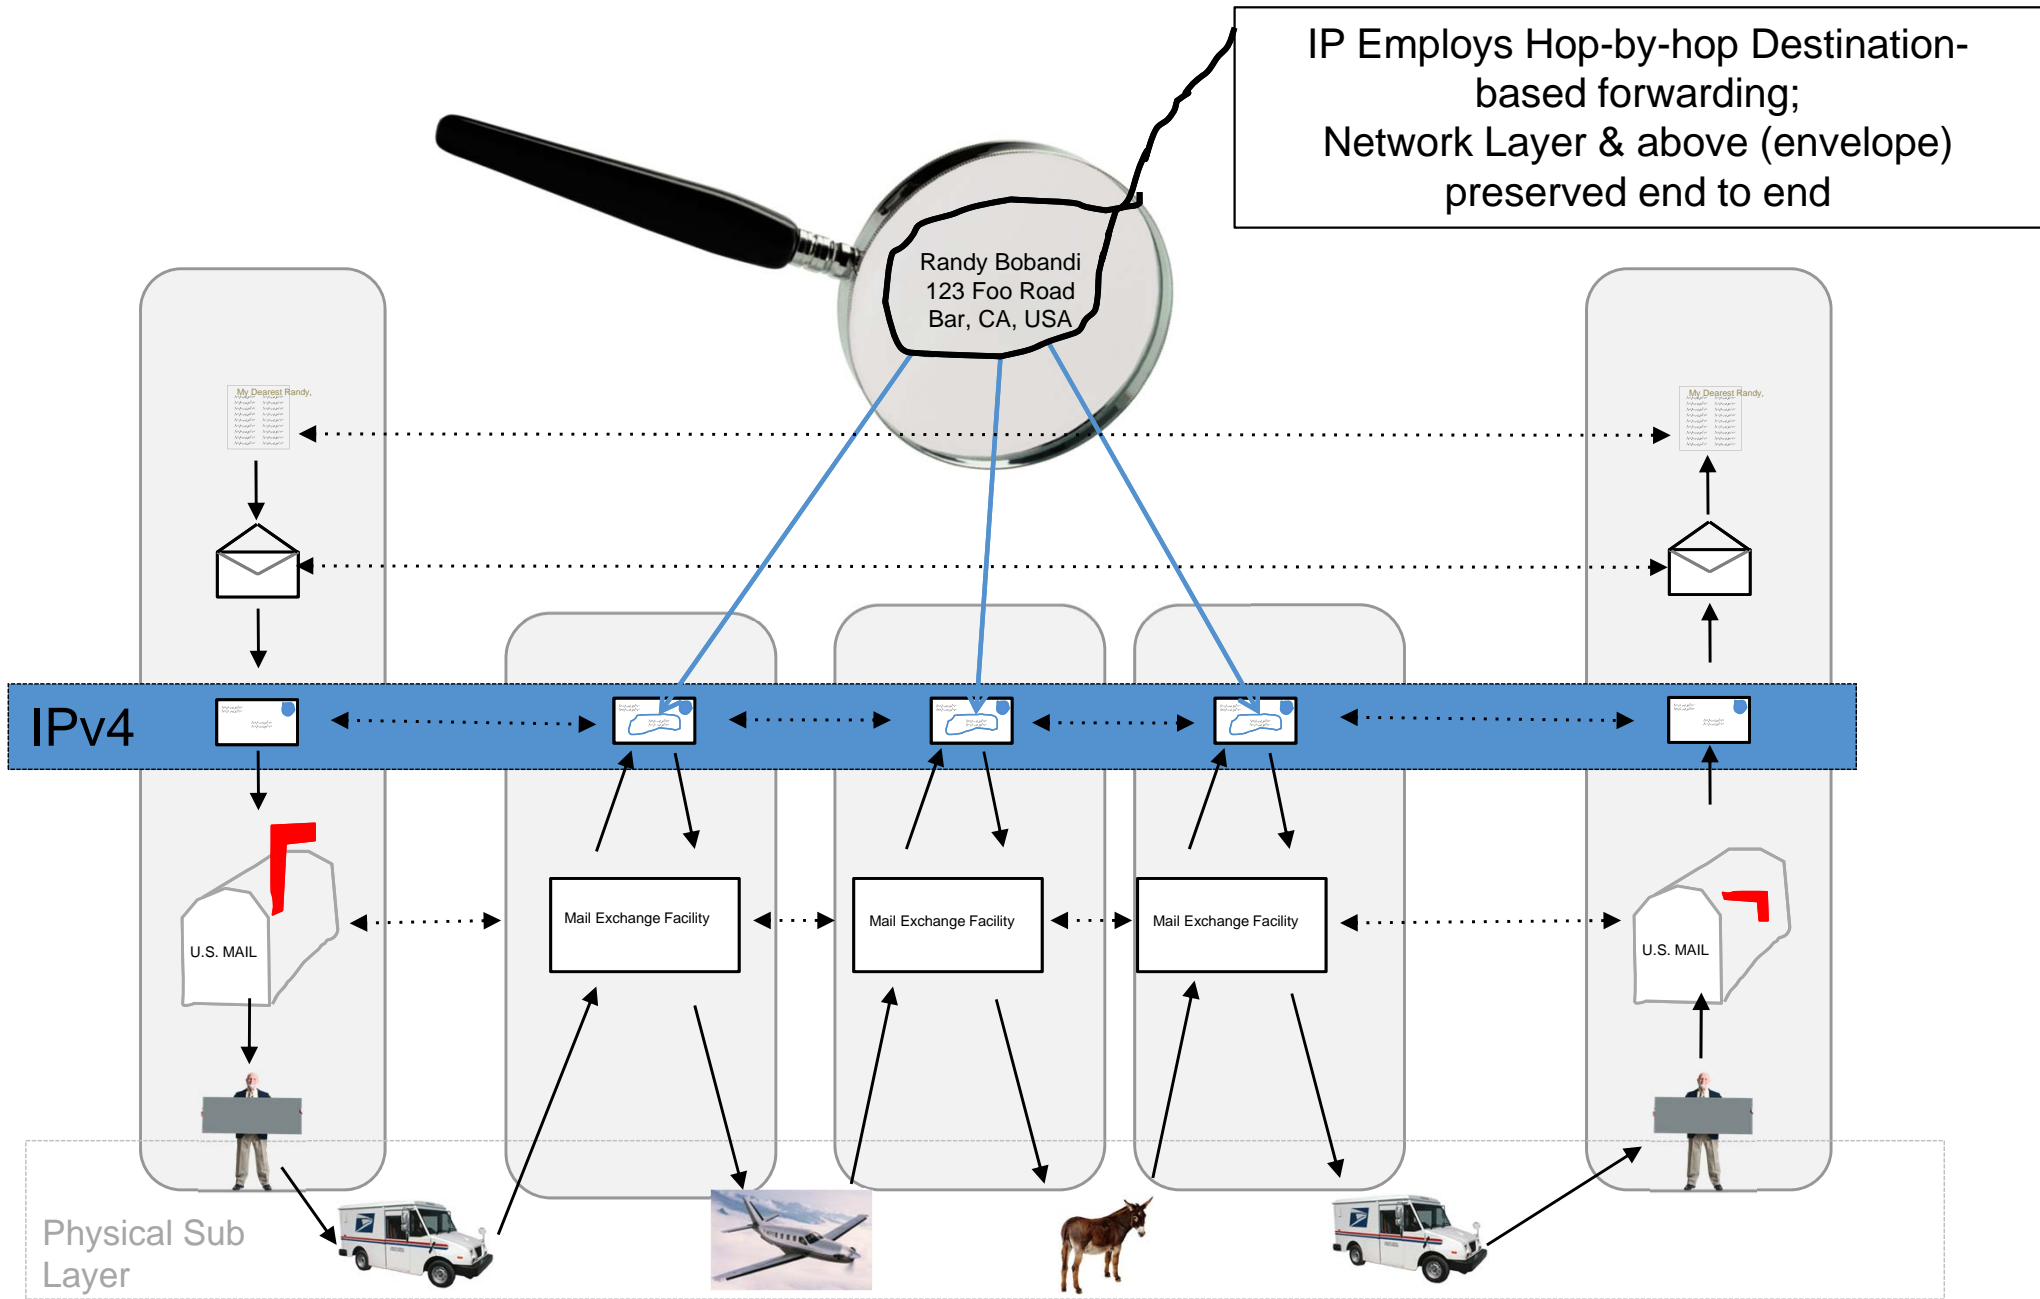 IP Employs Hop-by-hop Destination-
based forwarding;
Network Layer & above (envelope)
preserved end to end
Randy Bobandi
123 Foo Road
Bar, CA, USA
My Dearest Randy,
My Dearest Randy,
IPv4
Mail Exchange Facility
Mail Exchange Facility
Mail Exchange Facility
U.S. MAIL
U.S. MAIL
Physical Sub
Layer